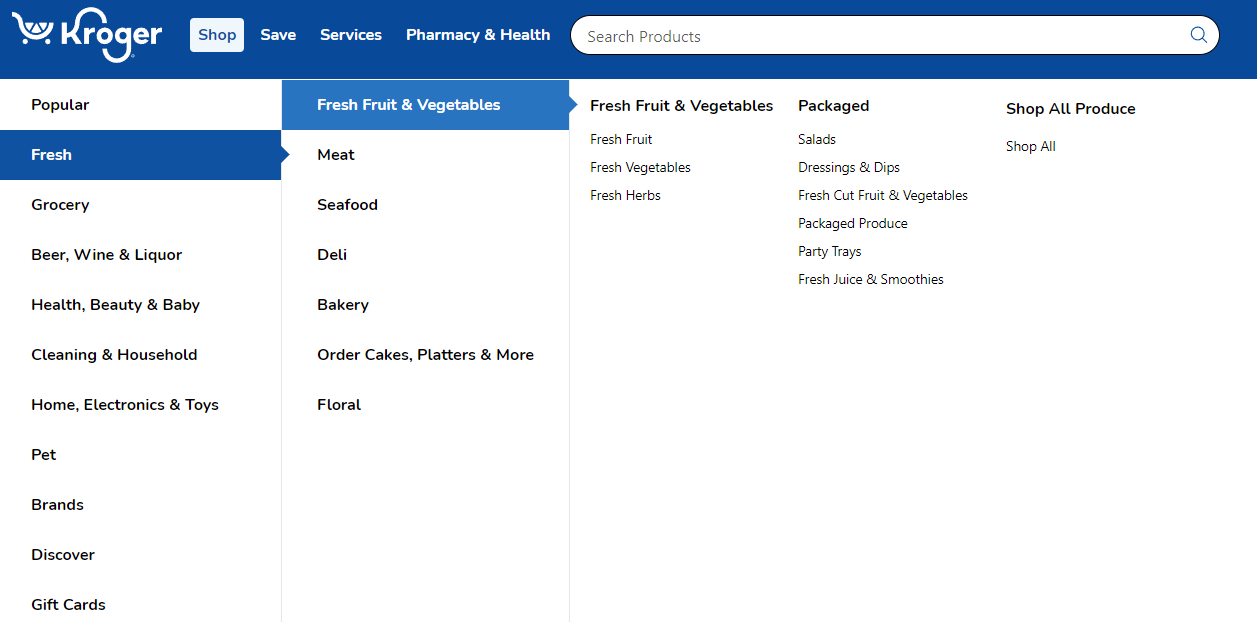 Kroger
Shop
Save
Services
Pharmacy & Health
Search Products
Popular
Fresh
Grocery
Beer, Wine & Liquor
Health, Beauty & Baby
Cleaning & Household
Home, Electronics & Toys
Pet
Brands
Discover
Gift Cards
Fresh Fruit & Vegetables
Meat
Seafood
Deli
Bakery
Order Cakes, Platters & More
Floral
Fresh Fruit & Vegetables
Fresh Fruit
Fresh Vegetables
Fresh Herbs
Packaged
Salads
Dressings & Dips
Fresh Cut Fruit & Vegetables
Packaged Produce
Party Trays
Fresh Juice & Smoothies
Shop All Produce
Shop All